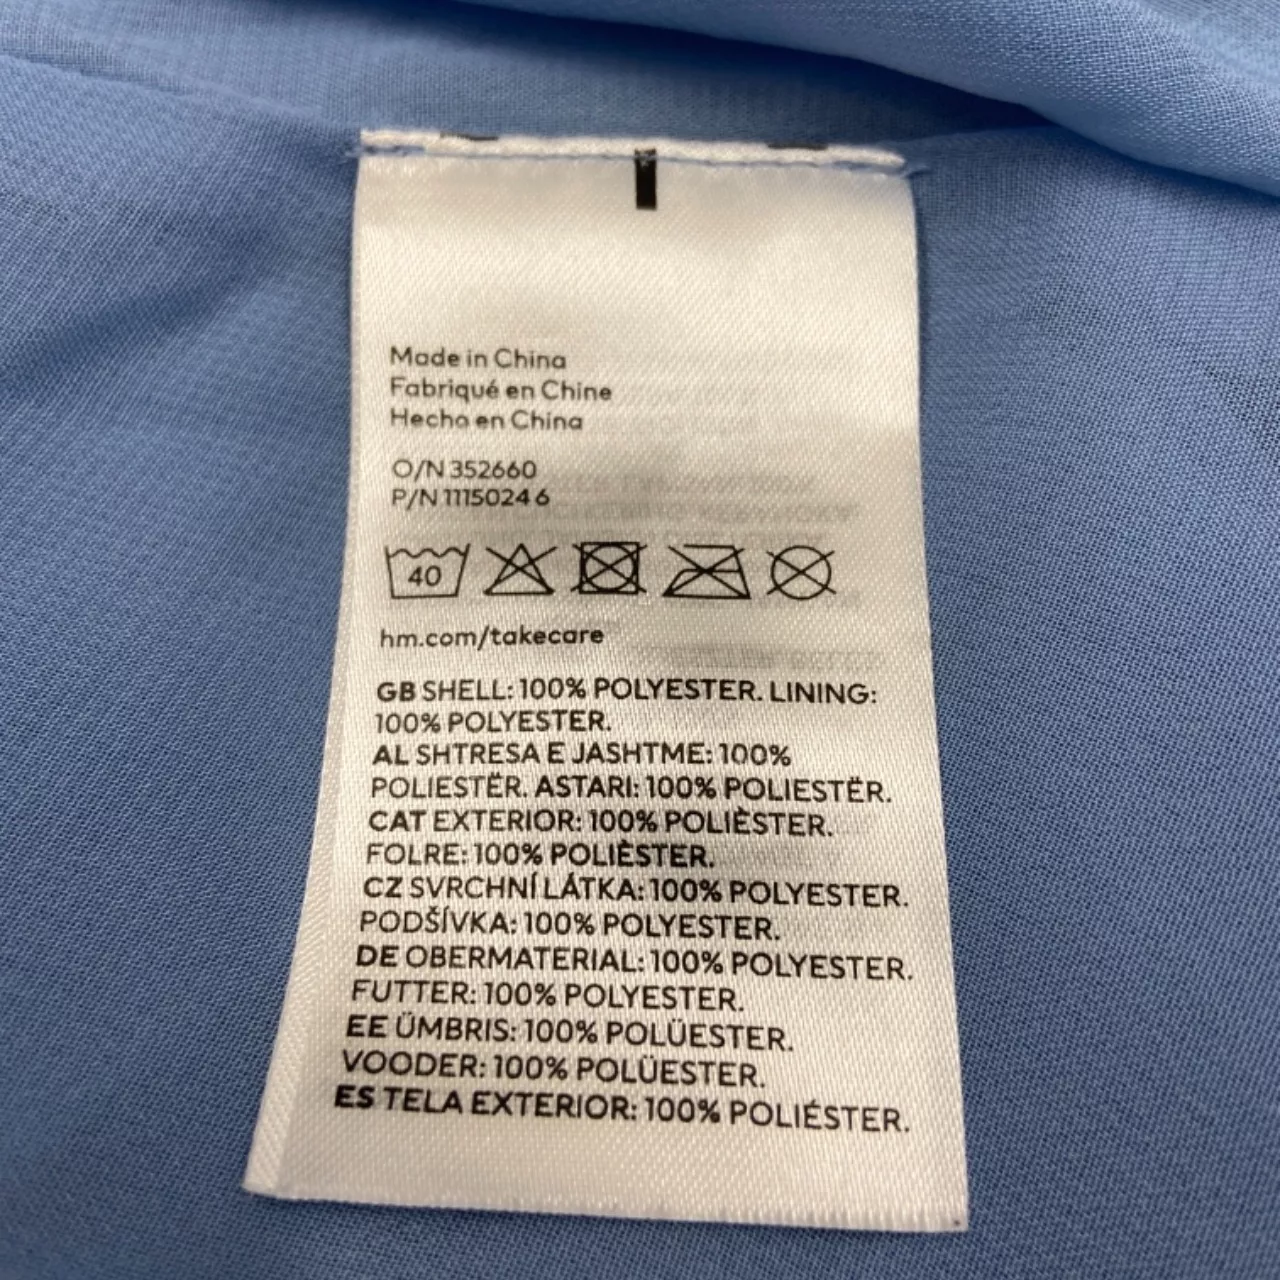 Made in China
Fabriqué en Chine
Hecho en China
O/N 352660
P/N 1115024 6
40
hm.com/takecare
GB SHELL: 100% POLYESTER. LINING:
100% POLYESTER.
AL SHTRESA E JASHTME: 100%
POLIESTËR. ASTARI: 100% POLIESTËR.
CAT EXTERIOR: 100% POLIÈSTER.
FOLRE: 100% POLIÈSTER.
CZ SVRCHNÍ LÁTKA: 100% POLYESTER.
PODŠÍVKA: 100% POLYESTER.
DE OBERMATERIAL: 100% POLYESTER.
FUTTER: 100% POLYESTER.
EE ÜMBRIS: 100% POLÜESTER.
VOODER: 100% POLÜESTER.
ES TELA EXTERIOR: 100% POLIÉSTER.